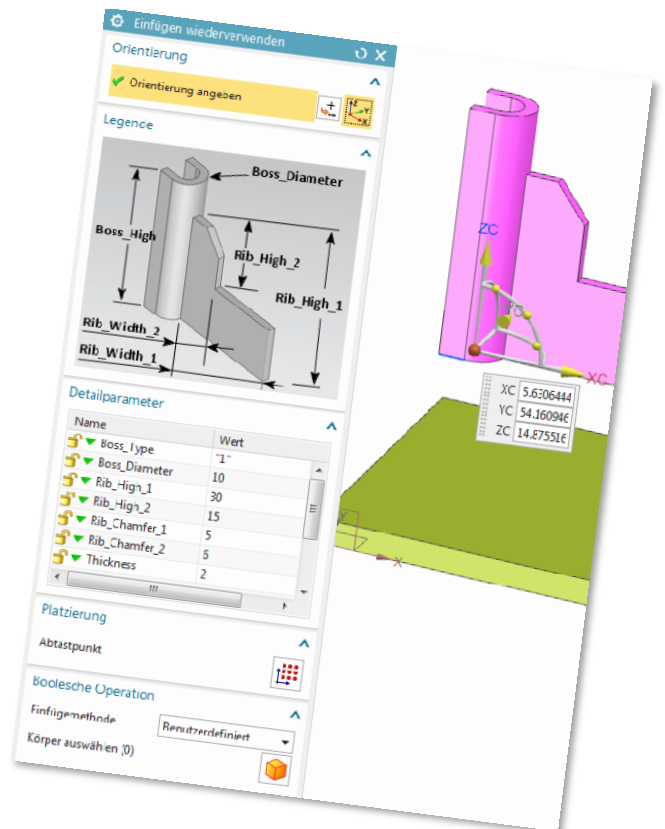 Einfügen wiederverwenden
Orientierung
Orientierung angeben
Legende
Boss_Diameter
Boss_High
Rib_High_2
Rib_High_1
Rib_Width_2
Rib_Width_1
Detailparameter
Name Wert
Boss_Type "1"
Boss_Diameter 10
Rib_High_1 30
Rib_High_2 15
Rib_Chamfer_1 5
Rib_Chamfer_2 5
Thickness 2
Platzierung
Abtastpunkt
Boolesche Operation
Einfügemethode Benutzerdefiniert
Körper auswählen (0)
ZC
XC
XC 5.6306444
YC 54.160946
ZC 14.875516
Y
X